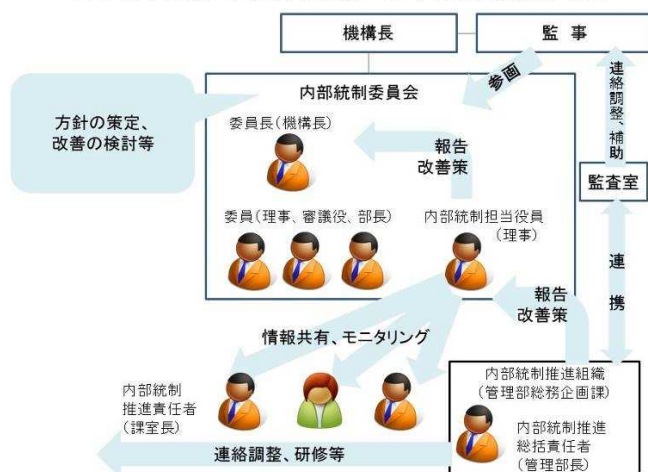 機構長
監 事
参画
連絡調整、補助
内部統制委員会
方針の策定、
改善の検討等
委員長(機構長)
報告
改善策
監査室
委員(理事、審議役、部長)
内部統制担当役員
(理事)
連 携
報告
改善策
情報共有、モニタリング
内部統制
推進責任者
(課室長)
内部統制推進組織
(管理部総務企画課)
内部統制推進
総括責任者
(管理部長)
連絡調整、研修等